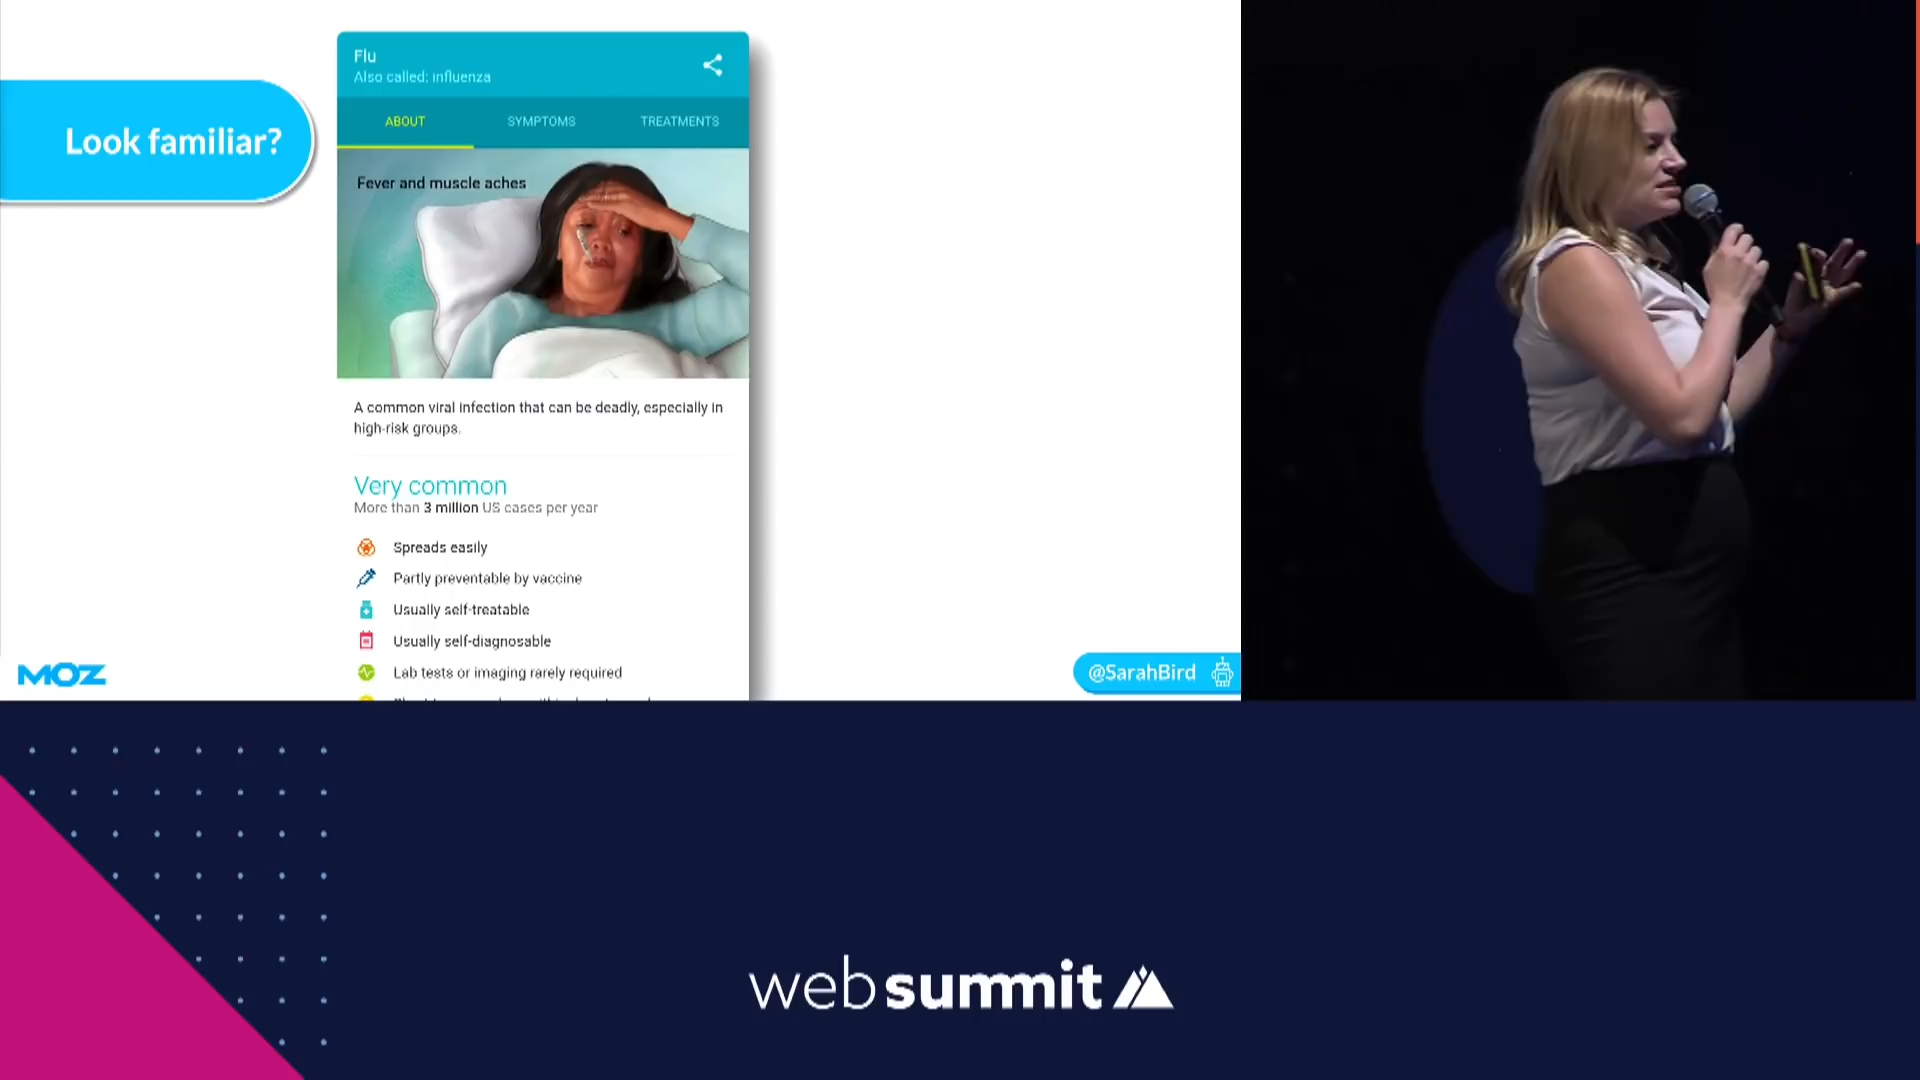 Look familiar?
Flu
Also called: Influenza
ABOUT SYMPTOMS TREATMENTS
Fever and muscle aches
A common viral infection that can be deadly, especially in
high-risk groups.
Very common
More than 3 million US cases per year
Spreads easily
Partly preventable by vaccine
Usually self-treatable
Usually self-diagnosable
Lab tests or imaging rarely required
MOZ
@SarahBird
web summit